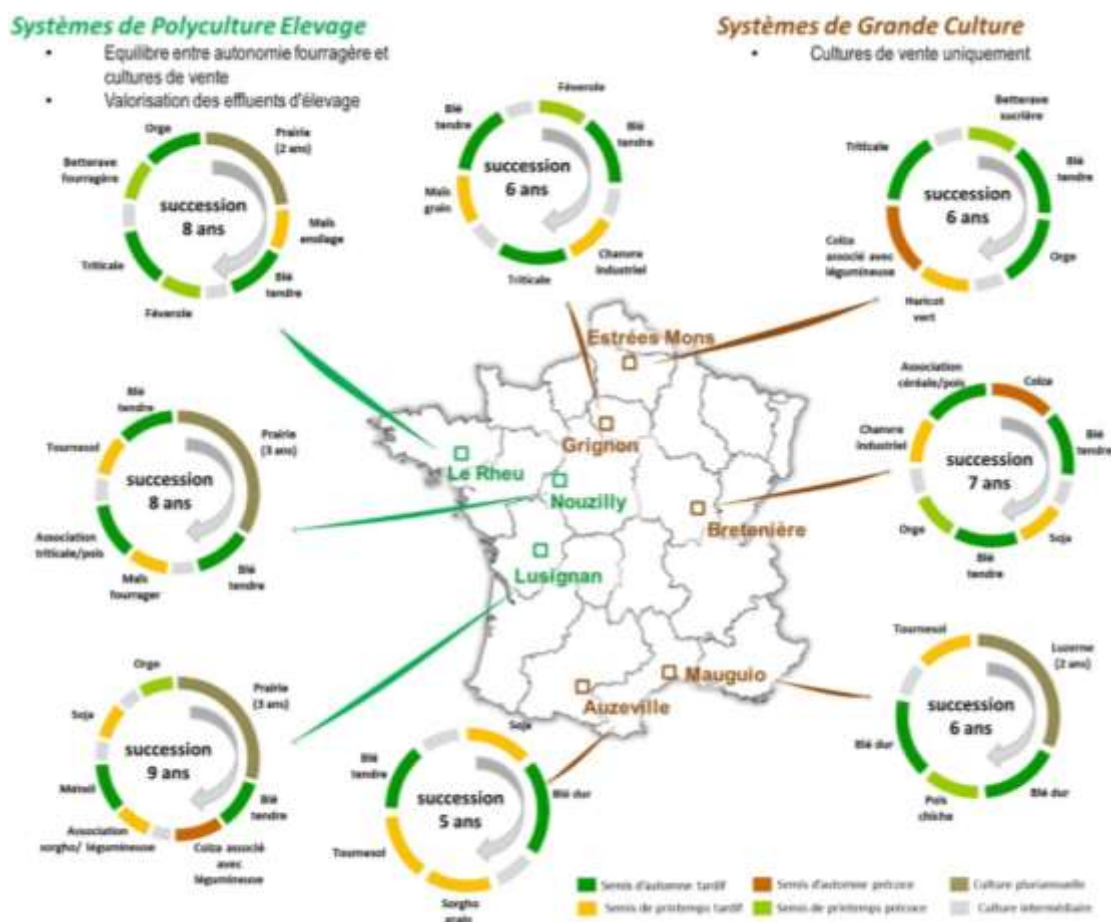 Systèmes de Polyculture Elevage
• Equilibre entre autonomie fourragère et
cultures de vente
• Valorisation des effluents d'élevage
Systèmes de Grande Culture
• Cultures de vente uniquement
Orge
Prairie
(2 ans)
Betterave
fourragère
succession
8 ans
Maïs
ensilage
Triticale
Blé
tendre
Féverole
Féverole
Blé
tendre
Blé
tendre
succession
6 ans
Maïs
grain
Chanvre
industriel
Triticale
Betterave
sucrière
Triticale
Blé
tendre
succession
6 ans
Colza
associé avec
légumineuse
Orge
Haricot
vert
Estrées Mons
Grignon
Le Rheu
Nouzilly
Bretenière
Lusignan
Mauguio
Auzeville
Blé
tendre
Tournesol
Prairie
(3 ans)
succession
8 ans
Association
triticale/pois
Maïs
fourrager
Blé
tendre
Association
céréale/pois
Colza
Chanvre
industriel
Blé
tendre
succession
7 ans
Orge
Soja
Blé
tendre
Orge
Prairie
(3 ans)
Soja
succession
9 ans
Méteil
Blé
tendre
Association
sorgho/ légumineuse
Colza associé
avec
légumineuse
Soja
Blé
tendre
Blé dur
succession
5 ans
Tournesol
Sorgho
grain
Tournesol
Luzerne
(2 ans)
succession
6 ans
Blé dur
Pois
chiche
Blé dur
Semis d'automne tardif
Semis d'automne précoce
Culture pluriannuelle
Semis de printemps tardif
Semis de printemps précoce
Culture intermédiaire